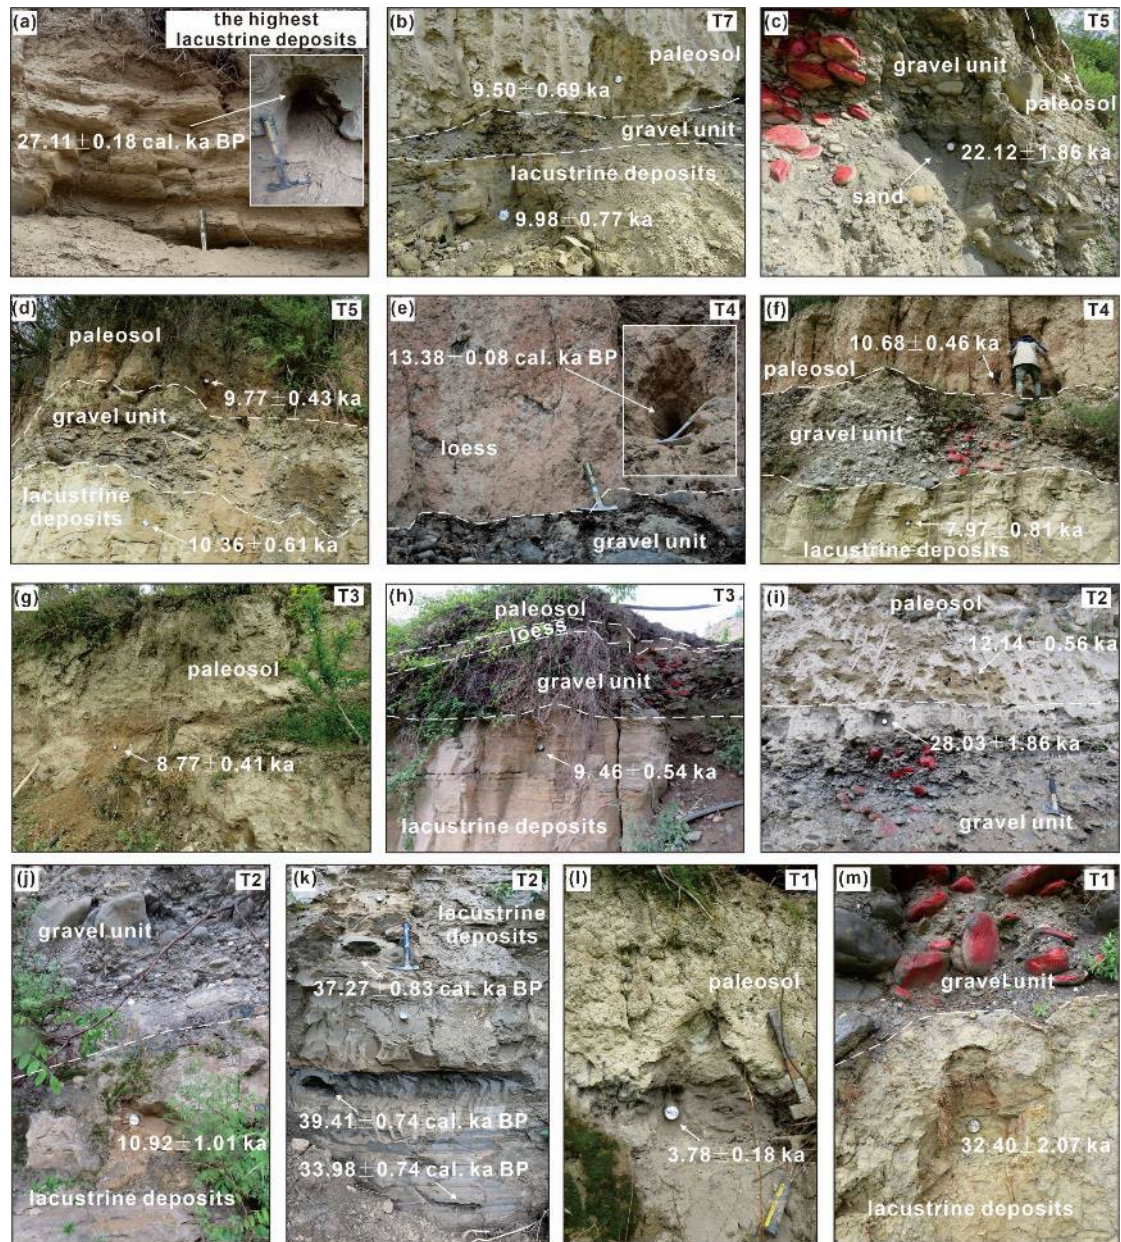 (a)
the highest
lacustrine deposits
27.11±0.18 cal. ka BP
(b)
T7
paleosol
9.50±0.69 ka
gravel unit
lacustrine deposits
9.98±0.77 ka
(c)
T5
gravel unit
paleosol
22.12±1.86 ka
sand
(d)
T5
paleosol
9.77±0.43 ka
gravel unit
lacustrine
deposits
10.36±0.61 ka
(e)
T4
13.38−0.08 cal. ka BP
loess
gravel unit
(f)
T4
10.68±0.46 ka
paleosol
gravel unit
7.97±0.81 ka
lacustrine deposits
(g)
T3
paleosol
8.77±0.41 ka
(h)
T3
paleosol
loess
gravel unit
9. 46±0.54 ka
lacustrine deposits
(i)
T2
paleosol
12.14±0.56 ka
28.03±1.86 ka
gravel unit
(j)
T2
gravel unit
10.92±1.01 ka
lacustrine deposits
(k)
T2
lacustrine
deposits
37.27±0.83 cal. ka BP
39.41±0.74 cal. ka BP
33.98±0.74 cal. ka BP
(l)
T1
paleosol
3.78±0.18 ka
(m)
T1
gravel unit
32.40±2.07 ka
lacustrine deposits